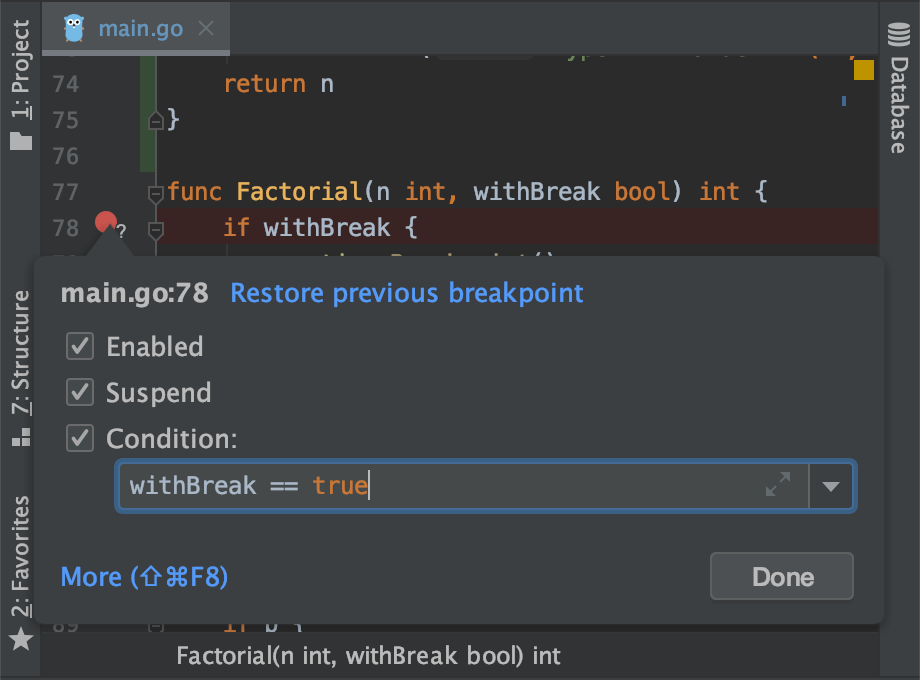 main.go
1: Project
Database
74 return n
75 }
76
77 func Factorial(n int, withBreak bool) int {
78 if withBreak {
?
main.go:78 Restore previous breakpoint
Enabled
Suspend
Condition:
withBreak == true
More (⇧⌘F8)
Done
7: Structure
2: Favorites
89 if b {
Factorial(n int, withBreak bool) int